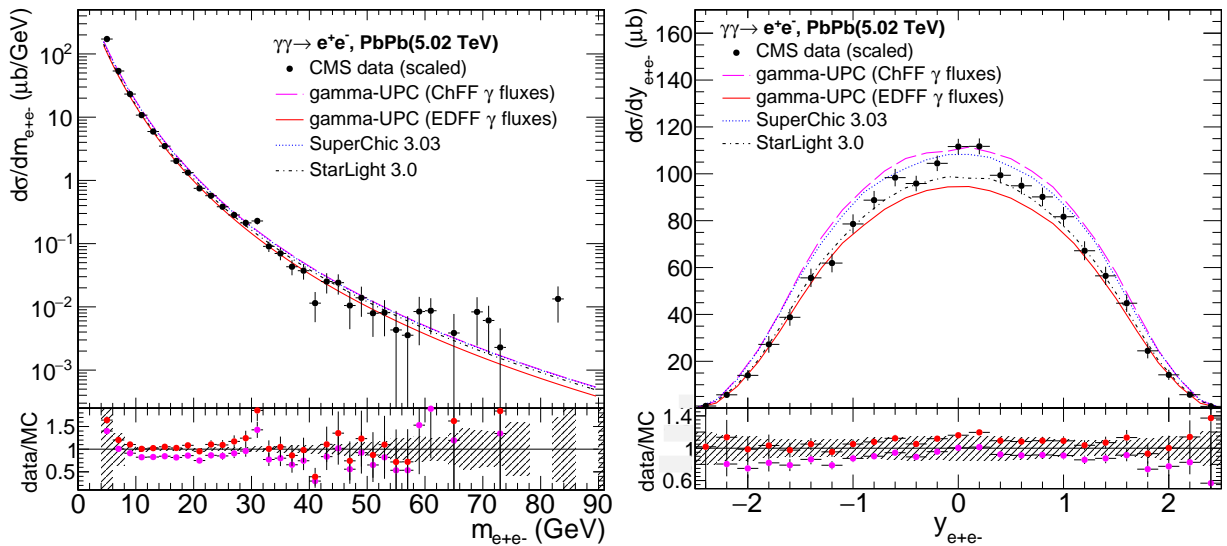 γγ→ e⁺e⁻, PbPb(5.02 TeV)
CMS data (scaled)
gamma-UPC (ChFF γ fluxes)
gamma-UPC (EDFF γ fluxes)
SuperChic 3.03
StarLight 3.0
dσ/dm_{e+e-} (μb/GeV)
10²
10
1
10⁻¹
10⁻²
10⁻³
data/MC
1.5
1
0.5
0 10 20 30 40 50 60 70 80 90
m_{e+e-} (GeV)
γγ→ e⁺e⁻, PbPb(5.02 TeV)
CMS data (scaled)
gamma-UPC (ChFF γ fluxes)
gamma-UPC (EDFF γ fluxes)
SuperChic 3.03
StarLight 3.0
dσ/dy_{e+e-} (μb)
160
140
120
100
80
60
40
20
0
data/MC
1.4
1
0.6
−2 −1 0 1 2
y_{e+e-}